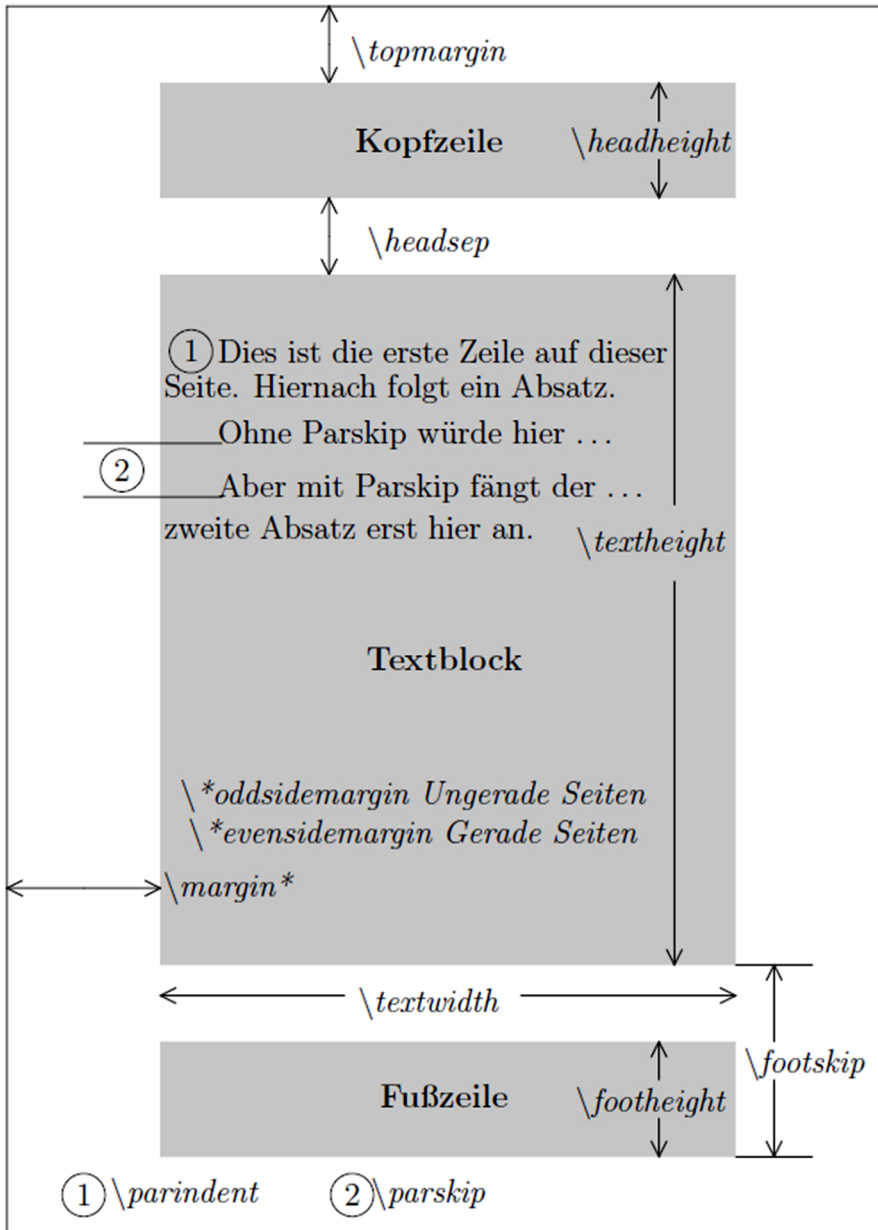 \topmargin
Kopfzeile \headheight
\headsep
1 Dies ist die erste Zeile auf dieser
Seite. Hiernach folgt ein Absatz.
Ohne Parskip würde hier …
2
Aber mit Parskip fängt der …
zweite Absatz erst hier an.
\textheight
Textblock
\*oddsidemargin Ungerade Seiten
\*evensidemargin Gerade Seiten
\margin*
\textwidth
\footskip
Fußzeile \footheight
1 \parindent 2 \parskip